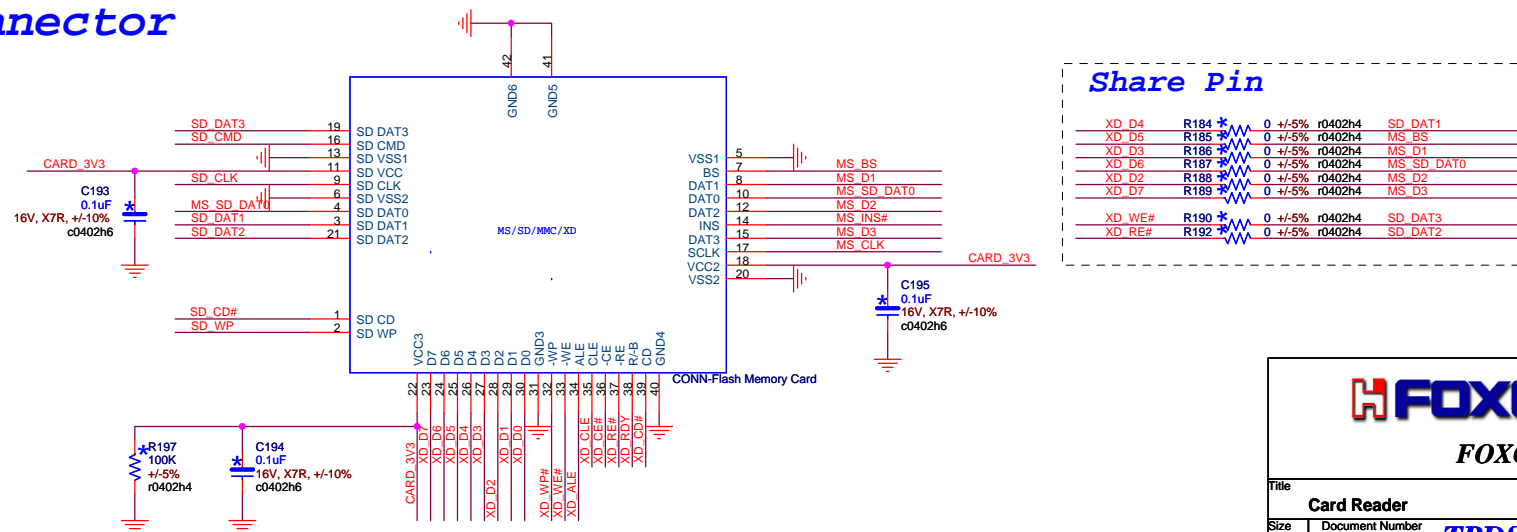 nnector
42
41
GND6
GND5
SD_DAT3 19 SD DAT3
SD_CMD 16 SD CMD
13 SD VSS1
CARD_3V3 11 SD VCC
SD_CLK 9 SD CLK
6 SD VSS2
MS_SD_DAT0 4 SD DAT0
SD_DAT1 3 SD DAT1
SD_DAT2 21 SD DAT2
SD_CD# 1 SD CD
SD_WP 2 SD WP
C193
0.1uF
16V, X7R, +/-10%
c0402h6
MS/SD/MMC/XD
VSS1 5
BS 7 MS_BS
DAT1 8 MS_D1
DAT0 10 MS_SD_DAT0
DAT2 12 MS_D2
INS 14 MS_INS#
DAT3 15 MS_D3
SCLK 17 MS_CLK
VCC2 18 CARD_3V3
VSS2 20
C195
0.1uF
16V, X7R, +/-10%
c0402h6
CONN-Flash Memory Card
VCC3 22 CARD_3V3
D7 23 XD_D7
D6 24 XD_D6
D5 25 XD_D5
D4 26 XD_D4
D3 27 XD_D3
D2 28 XD_D2
D1 29 XD_D1
D0 30 XD_D0
GND3 31
-WP 32 XD_WP#
-WE 33 XD_WE#
ALE 34 XD_ALE
CLE 35 XD_CLE
-CE 36 XD_CE#
-RE 37 XD_RE#
R/-B 38 XD_RDY
CD 39 XD_CD#
GND4 40
R197
100K
+/-5%
r0402h4
C194
0.1uF
16V, X7R, +/-10%
c0402h6
Share Pin
XD_D4 R184 * 0 +/-5% r0402h4 SD_DAT1
XD_D5 R185 * 0 +/-5% r0402h4 MS_BS
XD_D3 R186 * 0 +/-5% r0402h4 MS_D1
XD_D6 R187 * 0 +/-5% r0402h4 MS_SD_DAT0
XD_D2 R188 * 0 +/-5% r0402h4 MS_D2
XD_D7 R189 * 0 +/-5% r0402h4 MS_D3
XD_WE# R190 * 0 +/-5% r0402h4 SD_DAT3
XD_RE# R192 * 0 +/-5% r0402h4 SD_DAT2
FOX
FOX
Title
Card Reader
Size Document Number